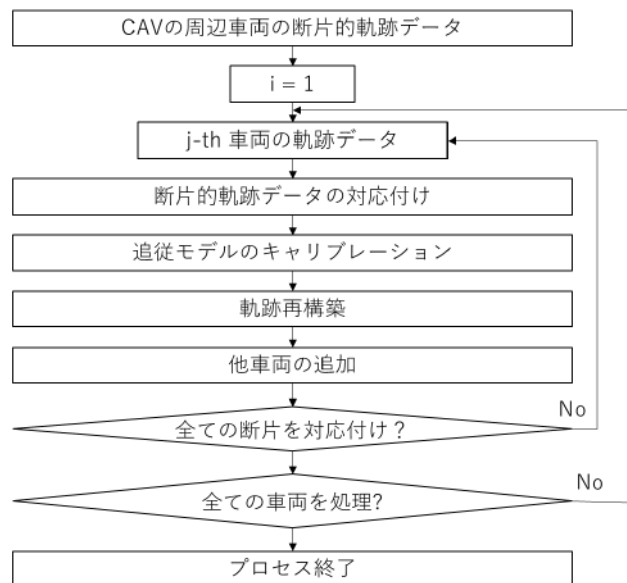 CAVの周辺車両の断片的軌跡データ
i = 1
j-th 車両の軌跡データ
断片的軌跡データの対応付け
追従モデルのキャリブレーション
軌跡再構築
他車両の追加
全ての断片を対応付け？
No
全ての車両を処理?
No
プロセス終了